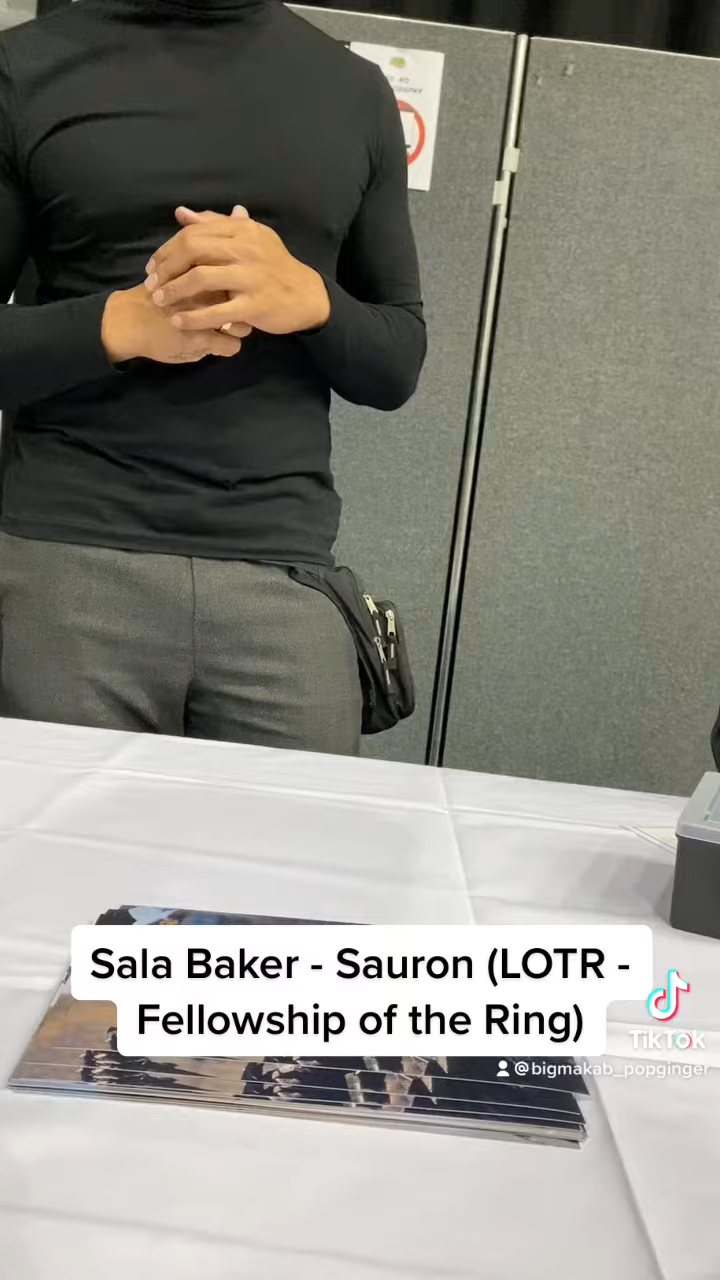 Sala Baker - Sauron (LOTR -
Fellowship of the Ring)
TikTok
@bigmakab_popginger